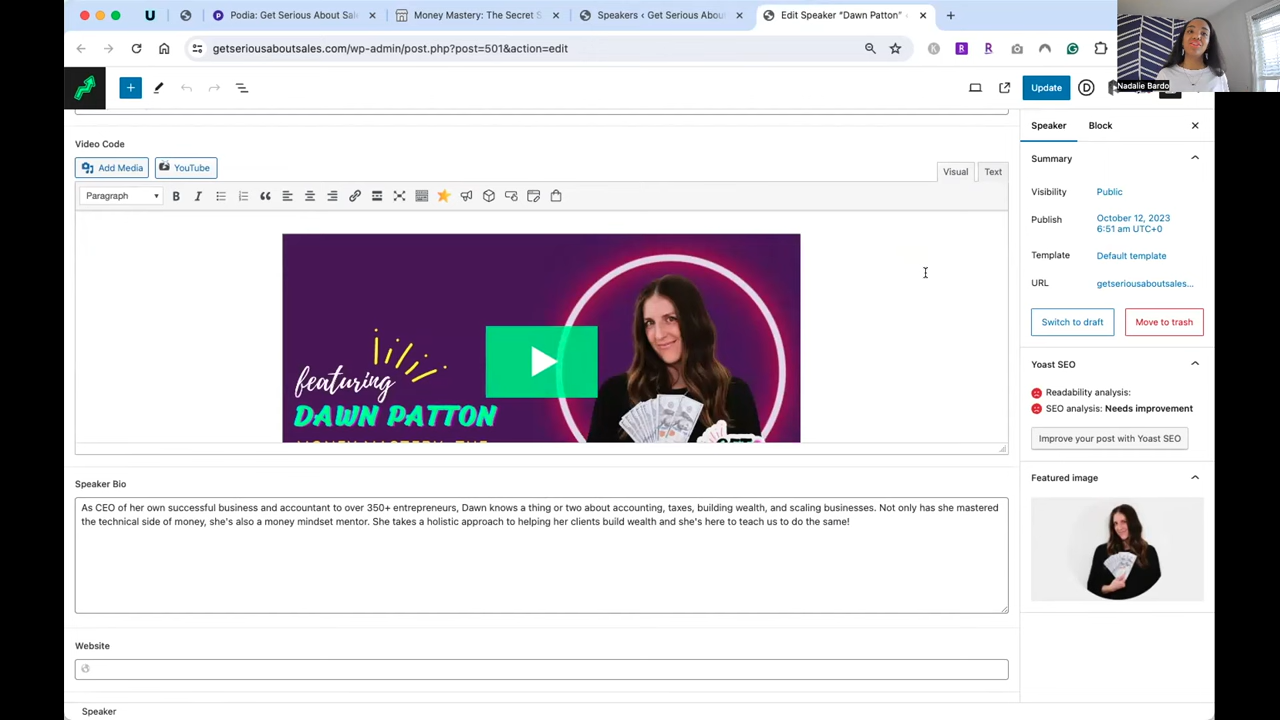 Podia: Get Serious About Sale
Money Mastery: The Secret S
Speakers ‹ Get Serious Abou
Edit Speaker "Dawn Patton" ‹
getseriousaboutsales.com/wp-admin/post.php?post=501&action=edit
Nadalie Bardo
Update
Speaker
Block
Video Code
Add Media
YouTube
Visual
Text
Paragraph
featuring
DAWN PATTON
Speaker Bio
As CEO of her own successful business and accountant to over 350+ entrepreneurs, Dawn knows a thing or two about accounting, taxes, building wealth, and scaling businesses. Not only has she mastered
the technical side of money, she's also a money mindset mentor. She takes a holistic approach to helping her clients build wealth and she's here to teach us to do the same!
Website
Speaker
Summary
Visibility
Public
Publish
October 12, 2023
6:51 am UTC+0
Template
Default template
URL
getseriousaboutsales...
Switch to draft
Move to trash
Yoast SEO
Readability analysis:
SEO analysis: Needs improvement
Improve your post with Yoast SEO
Featured image